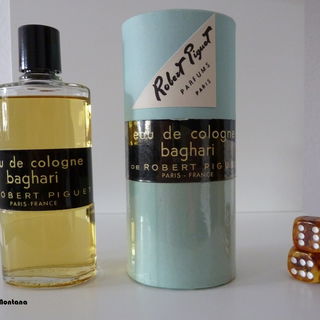 Robert Piguet
PARFUMS
PARIS
eau de cologne
baghari
DE ROBERT PIGUET
PARIS - FRANCE
eau de cologne
baghari
ROBERT PIGUET
PARIS-FRANCE
Montana